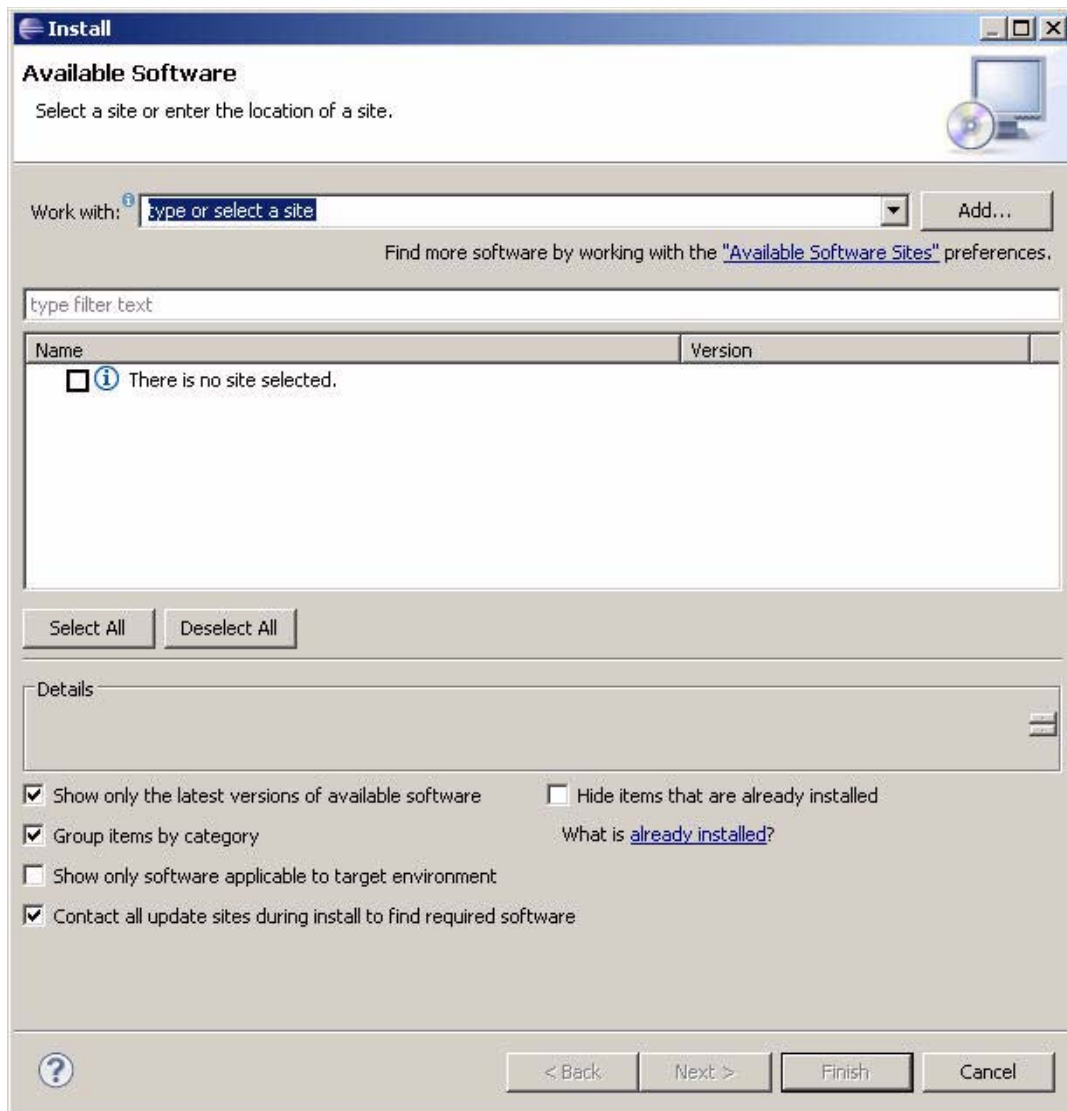 Install
Available Software
Select a site or enter the location of a site.
Work with: type or select a site Add...
Find more software by working with the "Available Software Sites" preferences.
type filter text
Name Version
There is no site selected.
Select All Deselect All
Details
Show only the latest versions of available software Hide items that are already installed
Group items by category What is already installed?
Show only software applicable to target environment
Contact all update sites during install to find required software
? < Back Next > Finish Cancel